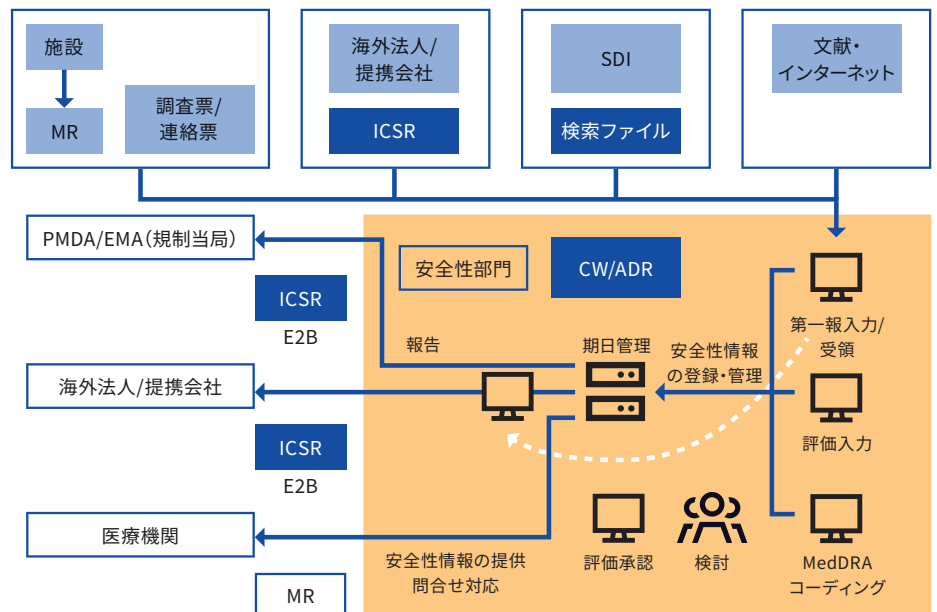 施設
MR
調査票/
連絡票
海外法人/
提携会社
ICSR
SDI
検索ファイル
文献・
インターネット
PMDA/EMA（規制当局）
ICSR
E2B
海外法人/提携会社
ICSR
E2B
医療機関
MR
安全性部門
CW/ADR
報告
期日管理
安全性情報
の登録・管理
第一報入力/
受領
評価入力
安全性情報の提供
問合せ対応
評価承認
検討
MedDRA
コーディング